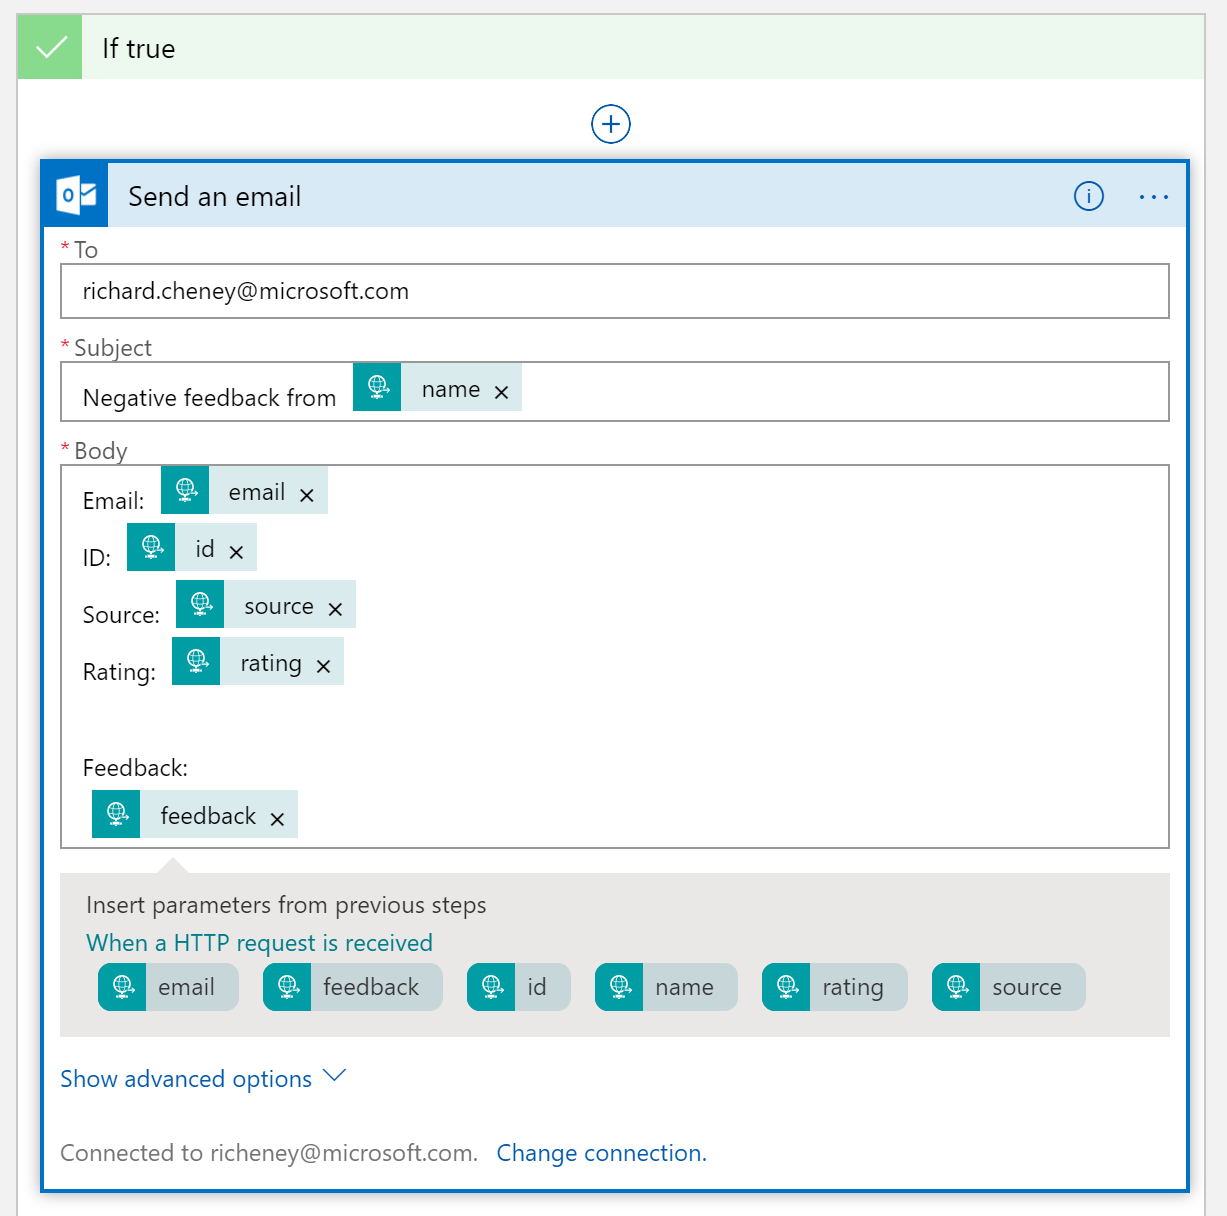 If true
Send an email
* To
richard.cheney@microsoft.com
* Subject
Negative feedback from name ×
* Body
Email: email ×
ID: id ×
Source: source ×
Rating: rating ×
Feedback:
feedback ×
Insert parameters from previous steps
When a HTTP request is received
email feedback id name rating source
Show advanced options
Connected to richeney@microsoft.com. Change connection.